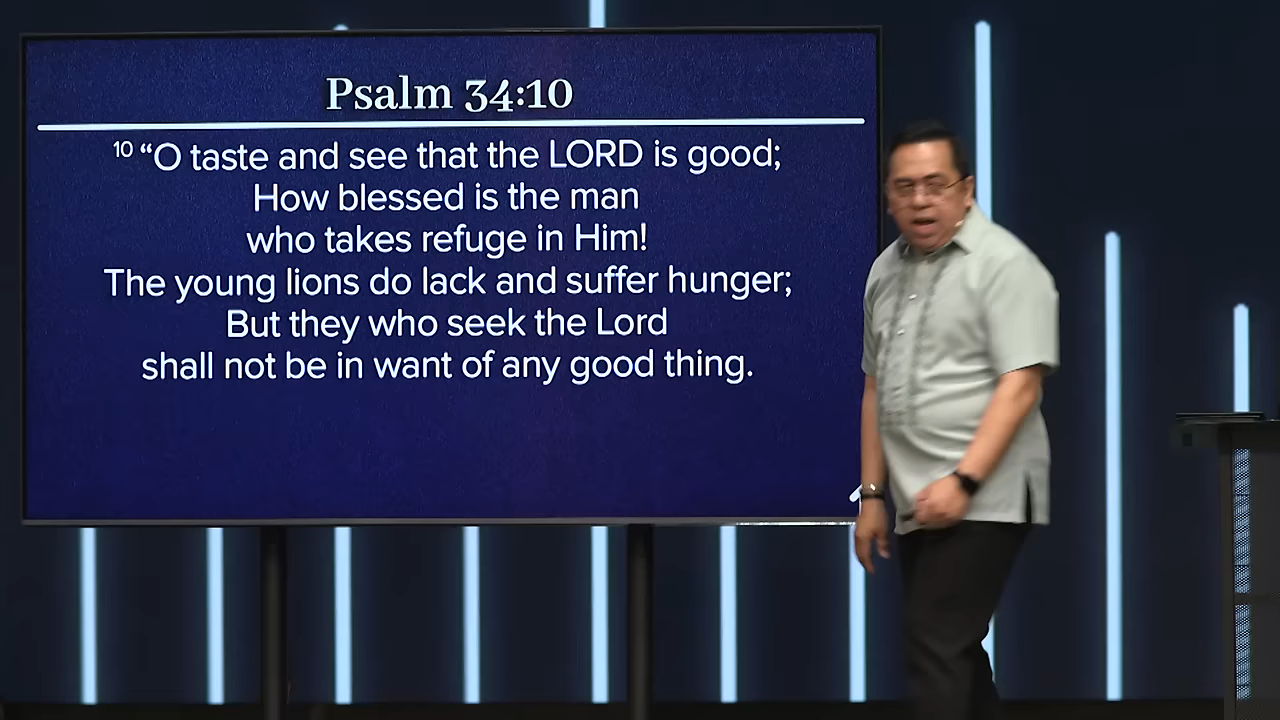 Psalm 34:10
10 “O taste and see that the LORD is good;
How blessed is the man
who takes refuge in Him!
The young lions do lack and suffer hunger;
But they who seek the Lord
shall not be in want of any good thing.